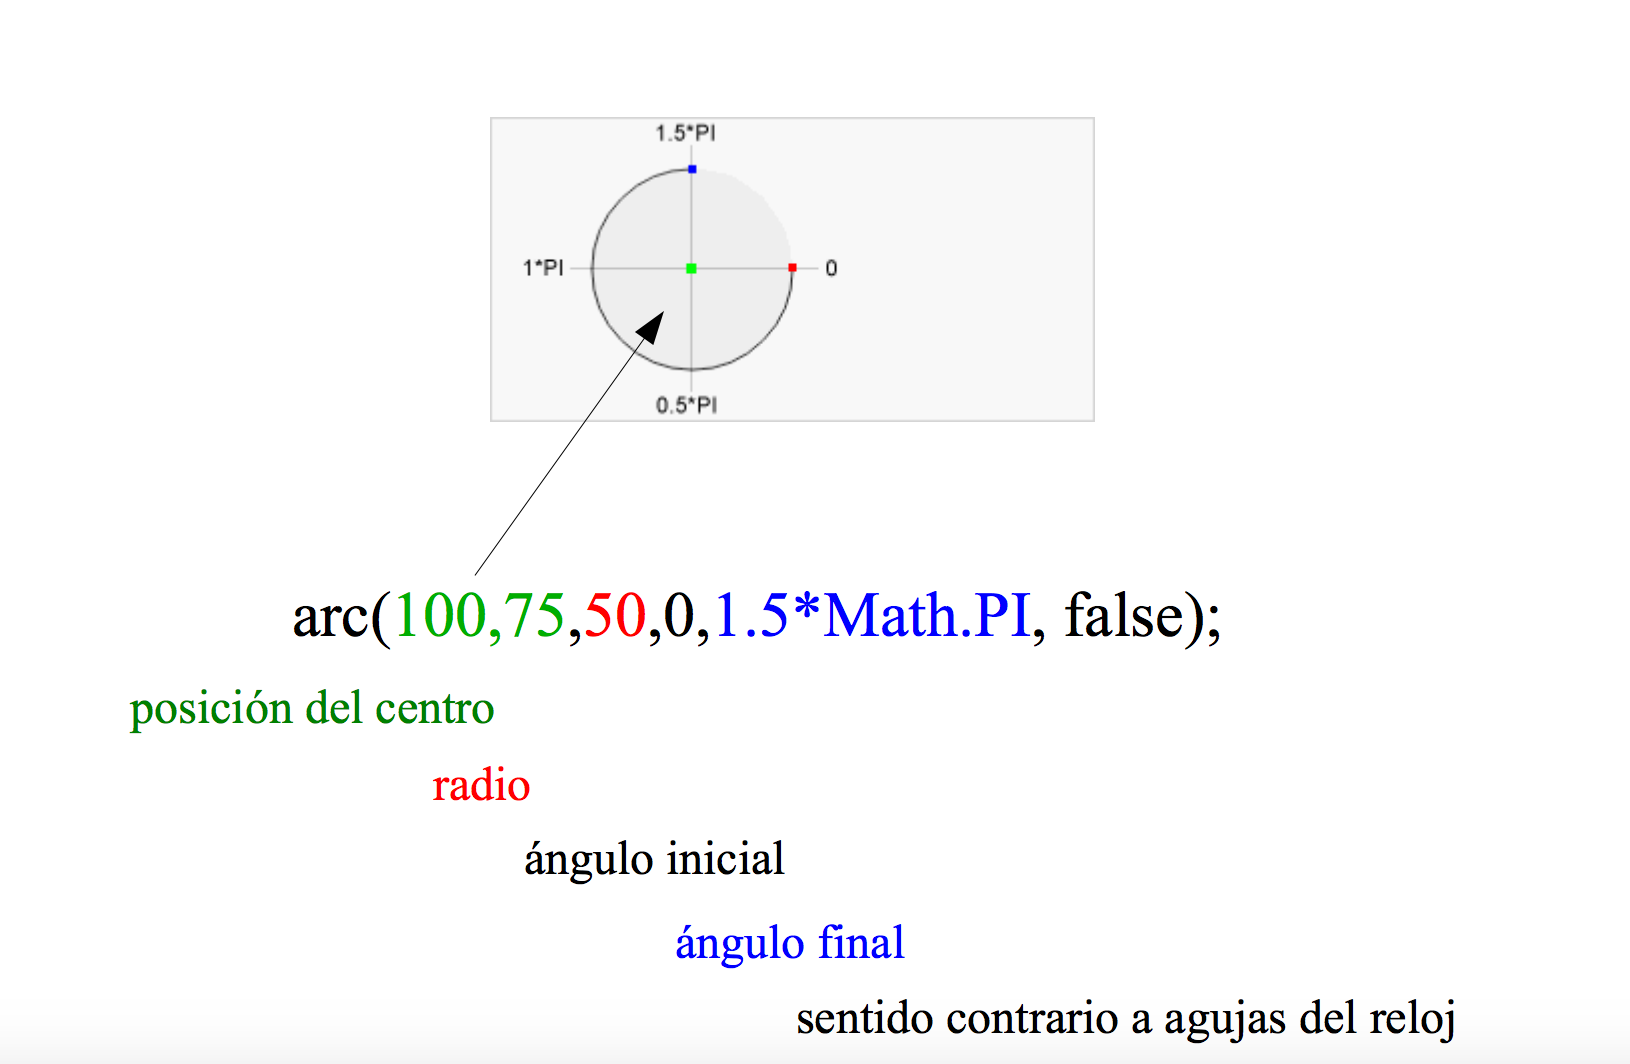 1.5*PI
1*PI
0
0.5*PI
arc(100,75,50,0,1.5*Math.PI, false);
posición del centro
radio
ángulo inicial
ángulo final
sentido contrario a agujas del reloj